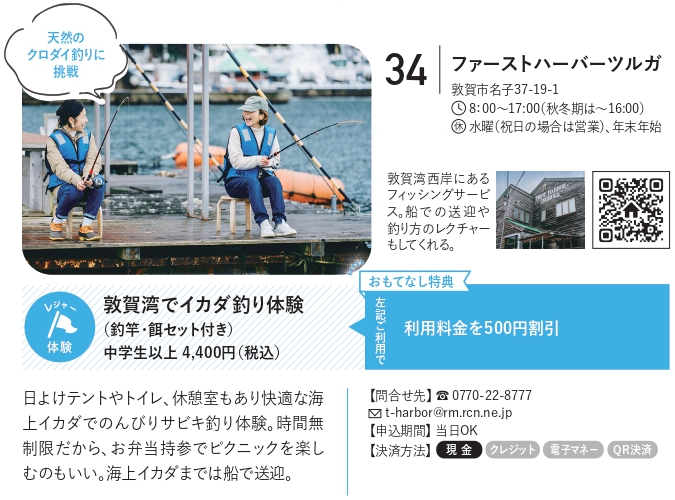 天然の
クロダイ釣りに
挑戦
34
ファーストハーバーツルガ
敦賀市名子37-19-1
8:00～17:00(秋冬期は～16:00)
休 水曜(祝日の場合は営業)、年末年始
敦賀湾西岸にある
フィッシングサービ
ス。船での送迎や
釣り方のレクチャー
もしてくれる。
レジャー
体験
敦賀湾でイカダ釣り体験
(釣竿・餌セット付き)
中学生以上 4,400円(税込)
おもてなし特典
左記ご利用で
利用料金を500円割引
日よけテントやトイレ、休憩室もあり快適な海
上イカダでのんびりサビキ釣り体験。時間無
制限だから、お弁当持参でピクニックを楽し
むのもいい。海上イカダまでは船で送迎。
【問合せ先】☎0770-22-8777
t-harbor@rm.rcn.ne.jp
【申込期間】当日OK
【決済方法】現金 クレジット 電子マネー QR決済